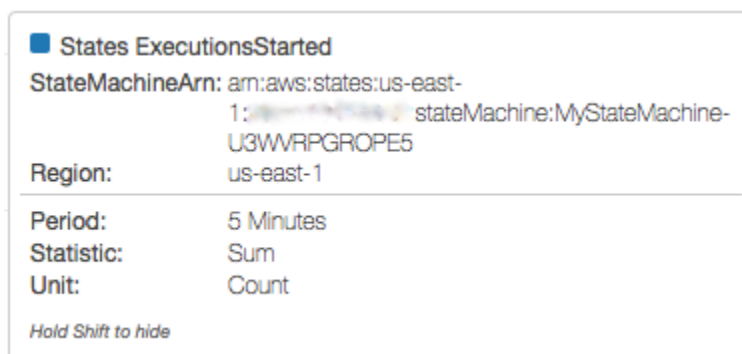 States ExecutionsStarted
StateMachineArn: arn:aws:states:us-east-
1: stateMachine:MyStateMachine-
U3WVRPGROPE5
Region: us-east-1
Period: 5 Minutes
Statistic: Sum
Unit: Count
Hold Shift to hide